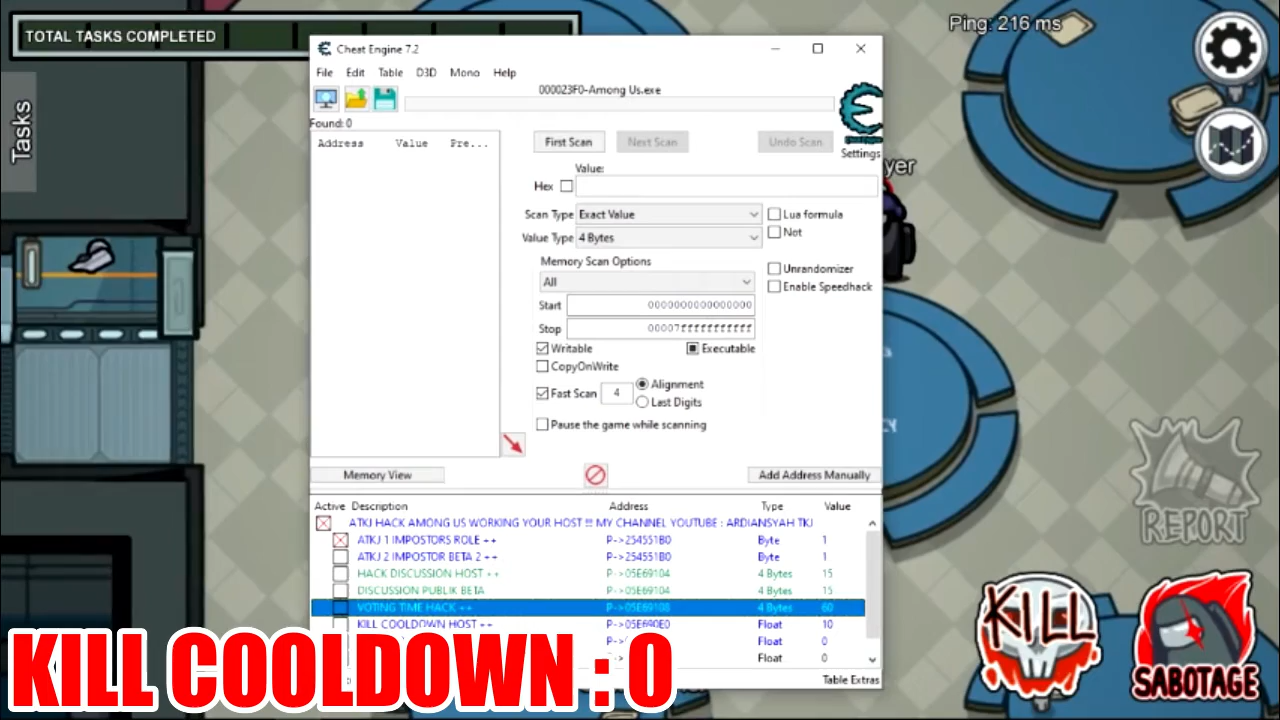 TOTAL TASKS COMPLETED
Ping: 216 ms
Tasks
Cheat Engine 7.2
File Edit Table D3D Mono Help
000023F0-Among Us.exe
Found: 0
Address Value Pre...
First Scan Next Scan Undo Scan
Settings
yer
Value:
Hex
Scan Type Exact Value Lua formula
Not
Value Type 4 Bytes
Memory Scan Options
All
Unrandomizer
Enable Speedhack
Start 0000000000000000
Stop 00007fffffffffff
Writable Executable
CopyOnWrite
Fast Scan 4 Alignment
Last Digits
Pause the game while scanning
Memory View Add Address Manually
Active Description Address Type Value
ATKJ HACK AMONG US WORKING YOUR HOST !!! MY CHANNEL YOUTUBE : ARDIANSYAH TKJ
ATKJ 1 IMPOSTORS ROLE ++ P->254551B0 Byte 1
ATKJ 2 IMPOSTOR BETA 2 ++ P->254551B0 Byte 1
HACK DISCUSSION HOST ++ P->05E69104 4 Bytes 15
DISCUSSION PUBLIK BETA P->05E69104 4 Bytes 15
VOTING TIME HACK ++ P->05E69108 4 Bytes 60
KILL COOLDOWN HOST ++ P->05E690E0 Float 10
Float 0
P-> Float 0
Table Extras
REPORT
KILL
SABOTAGE
KILL COOLDOWN : 0